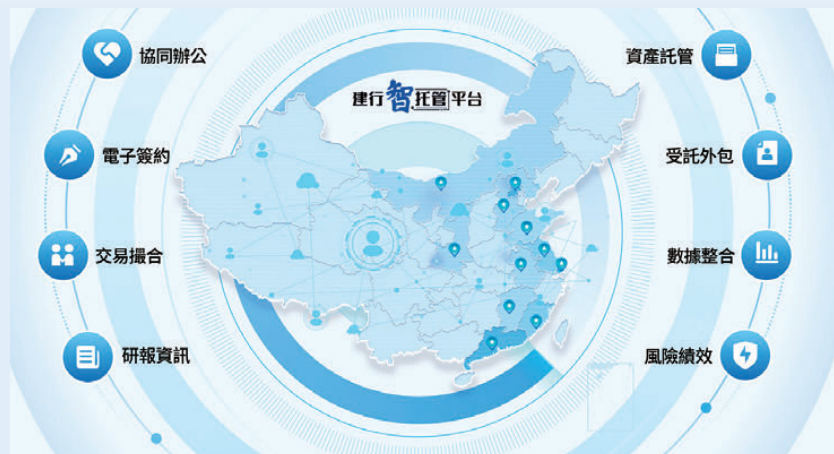 協同辦公
資產託管
建行智托管平台
電子簽約
受託外包
交易撮合
數據整合
研報資訊
風險績效